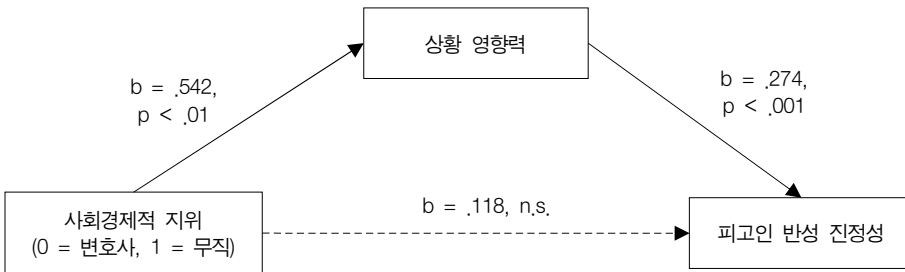 상황 영향력
b = .542,
p < .01
b = .274,
p < .001
사회경제적 지위
(0 = 변호사, 1 = 무직)
b = .118, n.s.
피고인 반성 진정성